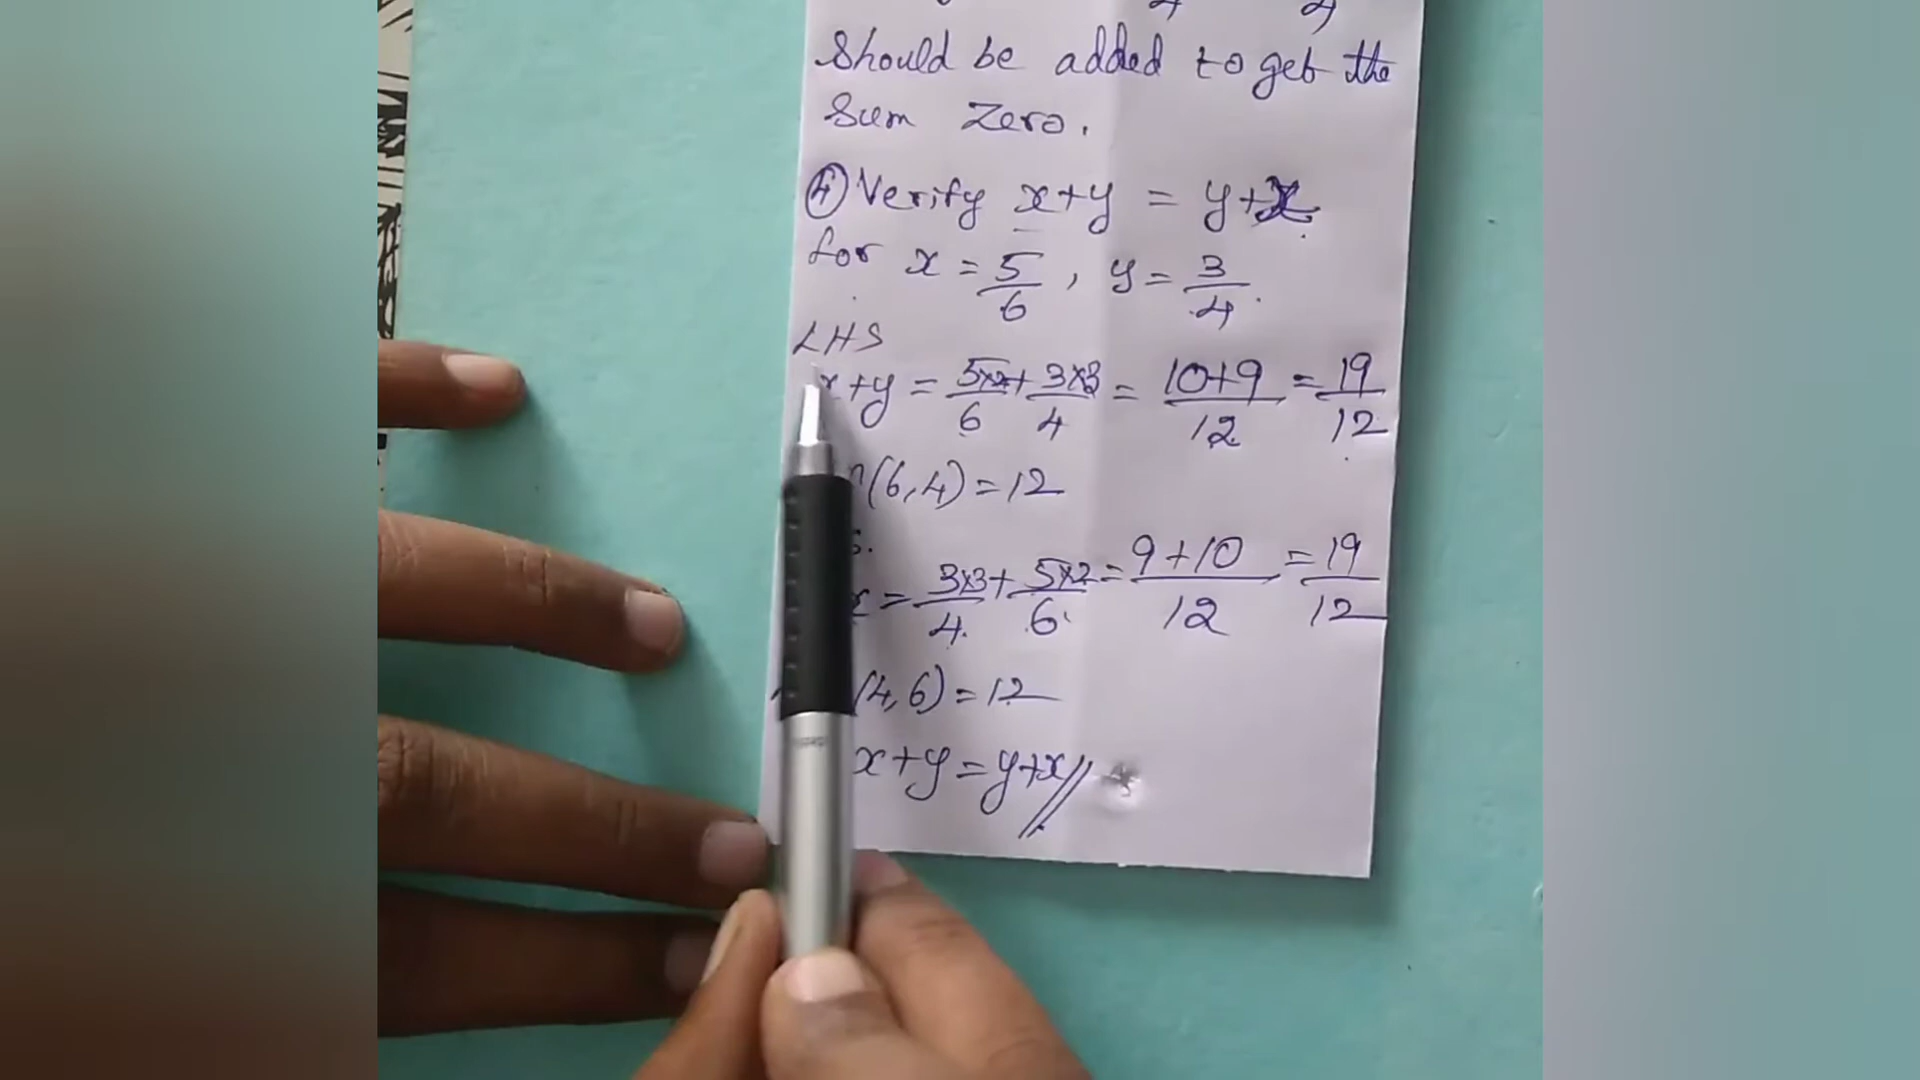 should be added to get the
sum zero.
④ Verify x+y = y+x
for x = 5/6 , y = 3/4.
LHS
x+y = 5×2/6 + 3×3/4 = 10+9/12 = 19/12
(6,4) = 12
= 3×3/4 + 5×2/6 = 9+10/12 = 19/12
(4,6) = 12
x+y = y+x//